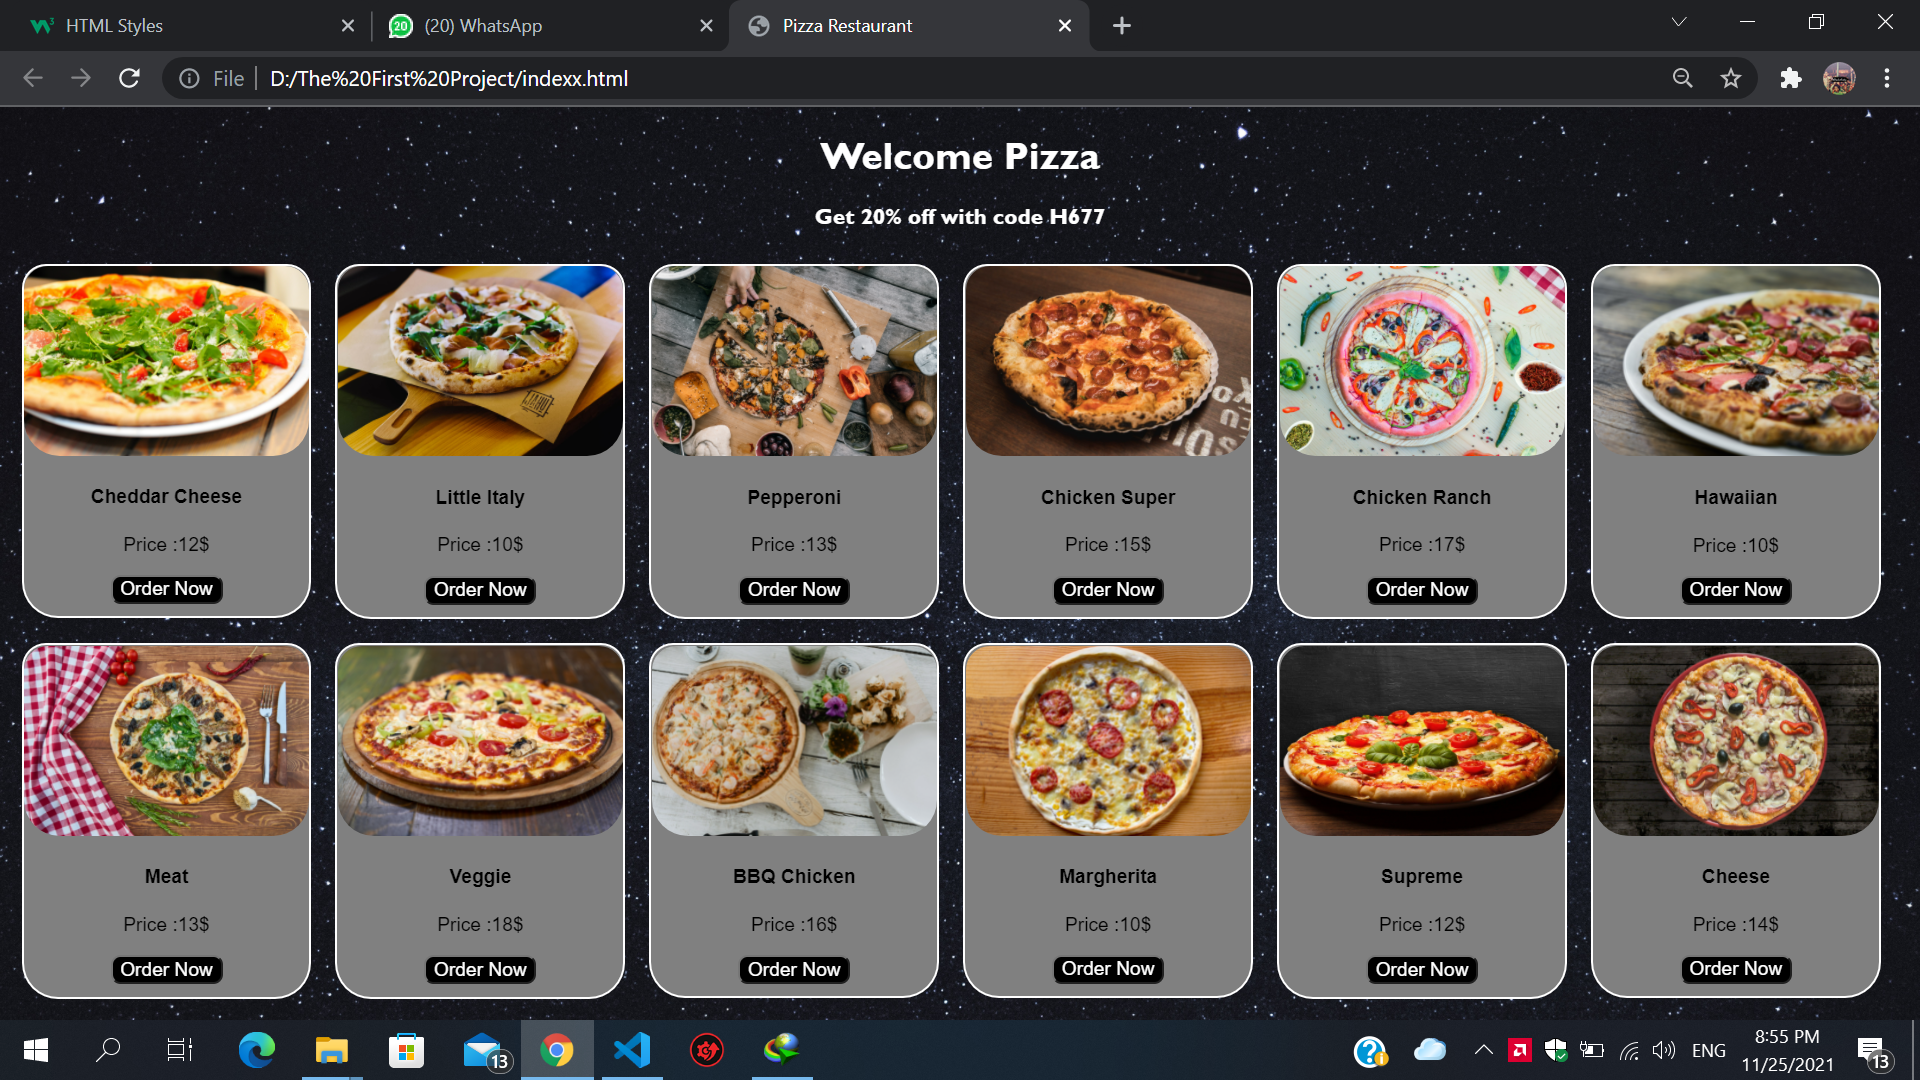 HTML Styles
(20) WhatsApp
Pizza Restaurant
File
D:/The%20First%20Project/indexx.html
Welcome Pizza
Get 20% off with code H677
Cheddar Cheese
Price :12$
Order Now
Little Italy
Price :10$
Order Now
Pepperoni
Price :13$
Order Now
Chicken Super
Price :15$
Order Now
Chicken Ranch
Price :17$
Order Now
Hawaiian
Price :10$
Order Now
Meat
Price :13$
Order Now
Veggie
Price :18$
Order Now
BBQ Chicken
Price :16$
Order Now
Margherita
Price :10$
Order Now
Supreme
Price :12$
Order Now
Cheese
Price :14$
Order Now
13
ENG
8:55 PM
11/25/2021
13